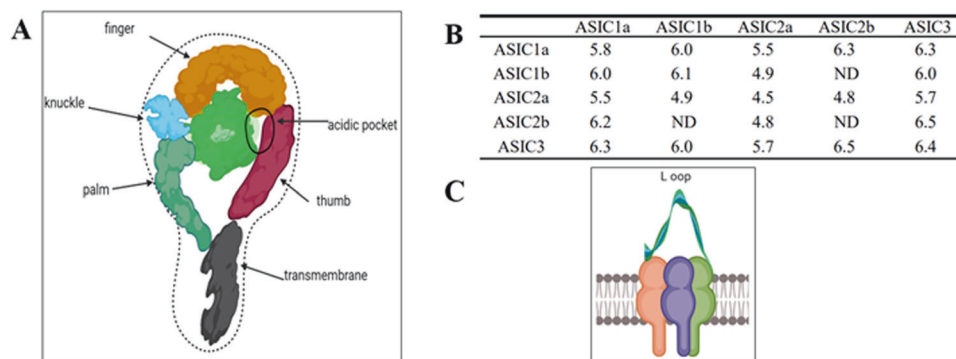 A
finger
knuckle
acidic pocket
palm
thumb
transmembrane
B
ASIC1a ASIC1b ASIC2a ASIC2b ASIC3
ASIC1a 5.8 6.0 5.5 6.3 6.3
ASIC1b 6.0 6.1 4.9 ND 6.0
ASIC2a 5.5 4.9 4.5 4.8 5.7
ASIC2b 6.2 ND 4.8 ND 6.5
ASIC3 6.3 6.0 5.7 6.5 6.4
C
L oop